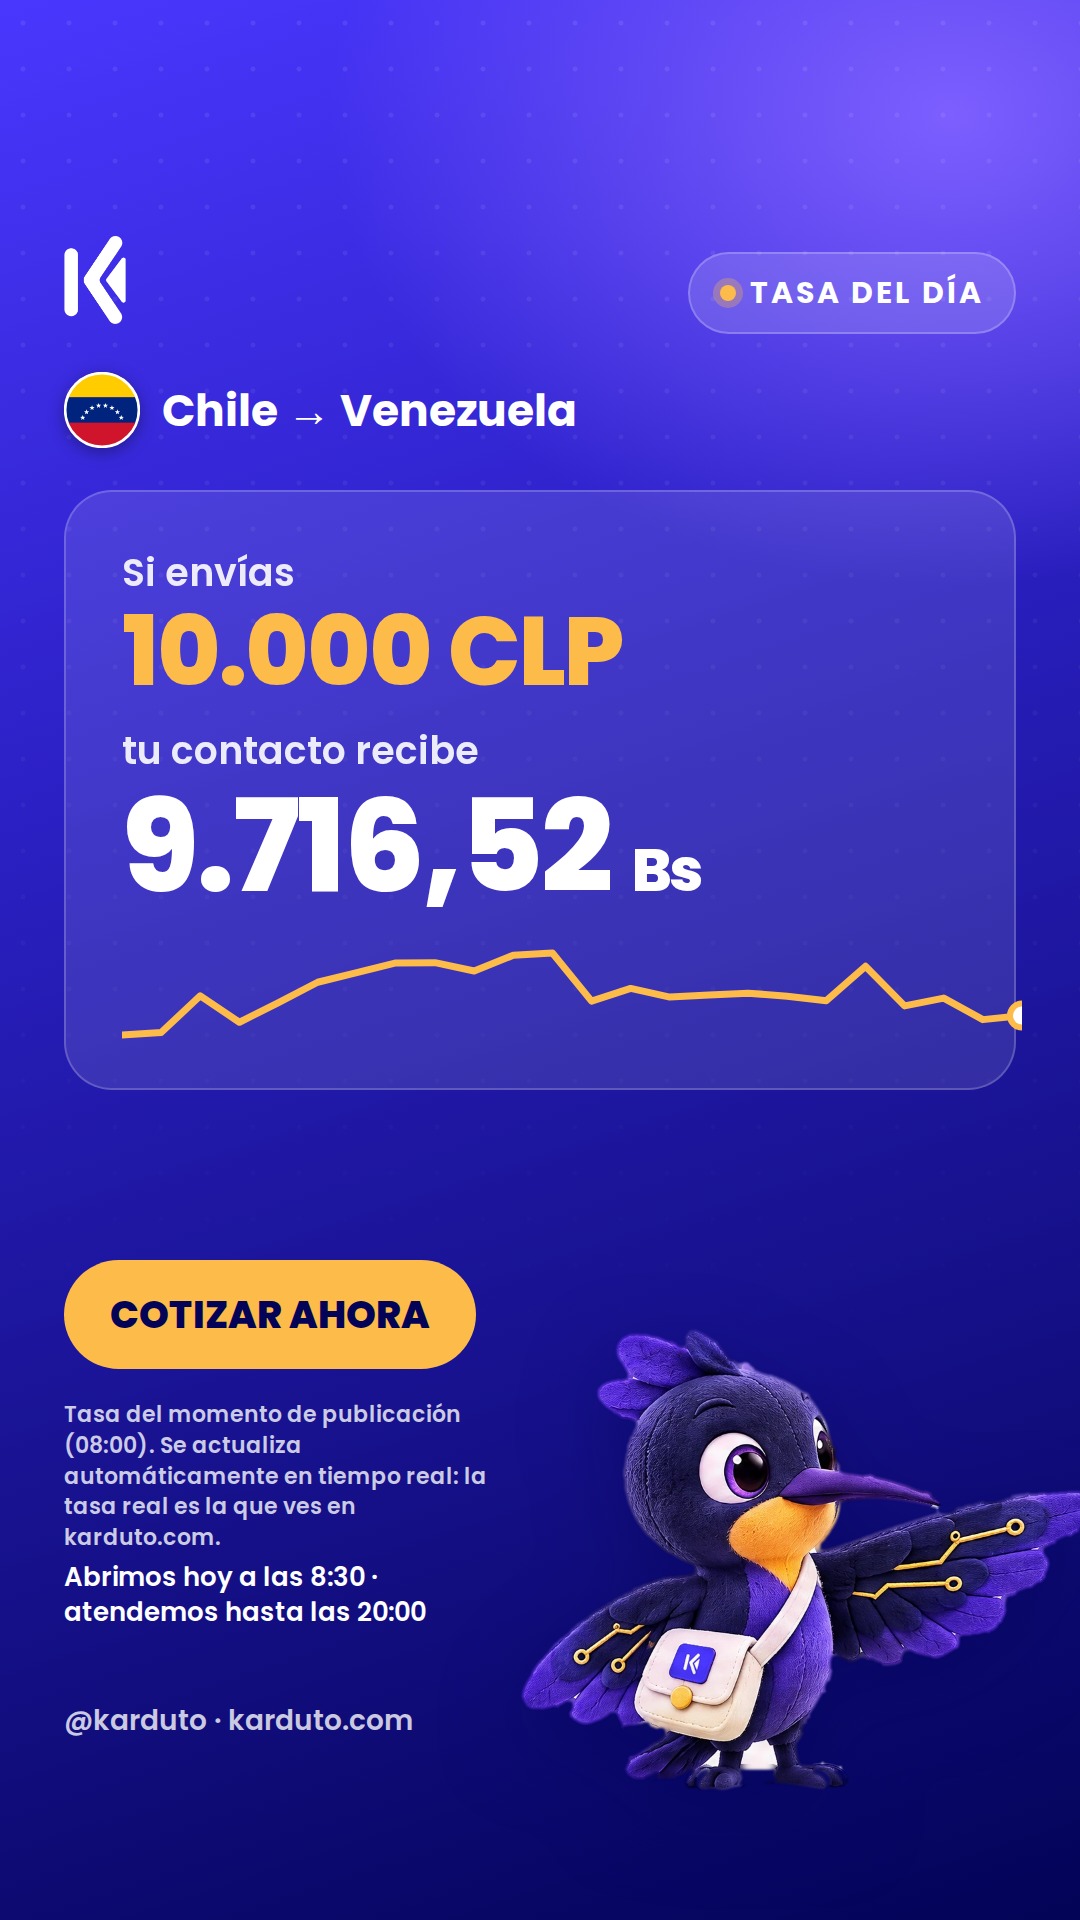 TASA DEL DÍA
Chile → Venezuela
Si envías
10.000 CLP
tu contacto recibe
9.716,52 Bs
COTIZAR AHORA
Tasa del momento de publicación
(08:00). Se actualiza
automáticamente en tiempo real: la
tasa real es la que ves en
karduto.com.
Abrimos hoy a las 8:30 ·
atendemos hasta las 20:00
@karduto · karduto.com